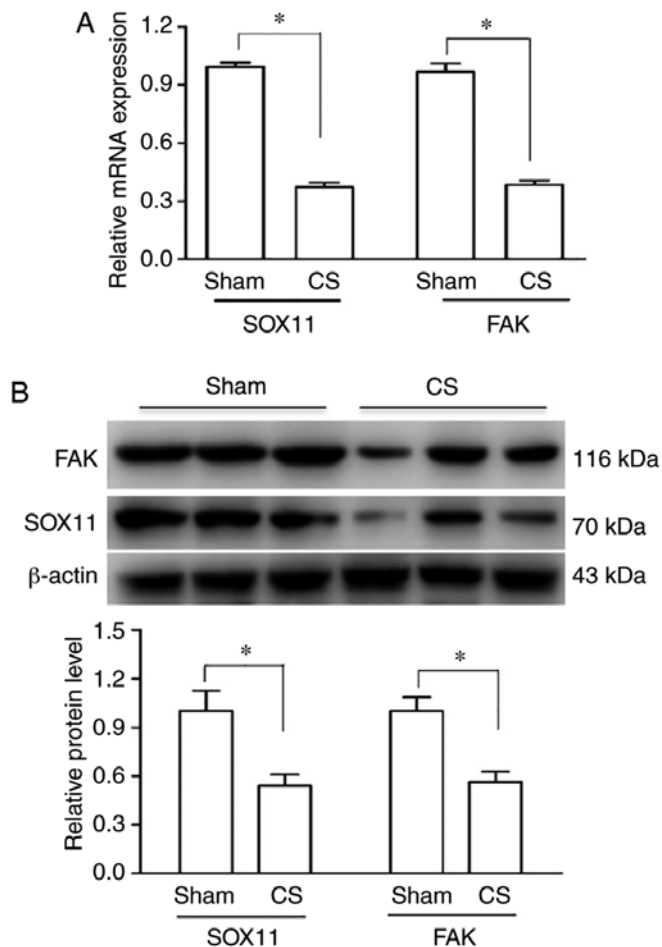 A
Relative mRNA expression
1.2
0.9
0.6
0.3
0.0
*
*
Sham CS Sham CS
SOX11 FAK
B
Sham CS
FAK 116 kDa
SOX11 70 kDa
β-actin 43 kDa
Relative protein level
1.5
1.2
0.9
0.6
0.3
0.0
*
*
Sham CS Sham CS
SOX11 FAK